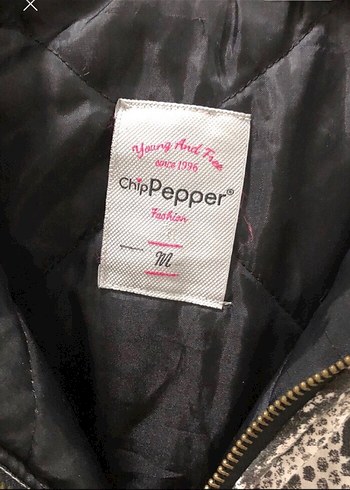 Young And Free
since 1996
ChipPepper®
Fashion
M